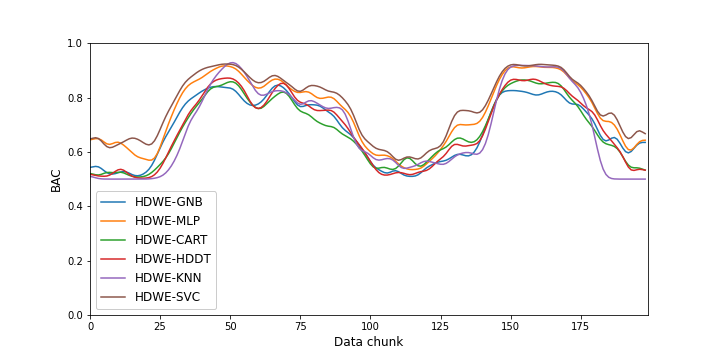 1.0
0.8
0.6
0.4
0.2
0.0
BAC
HDWE-GNB
HDWE-MLP
HDWE-CART
HDWE-HDDT
HDWE-KNN
HDWE-SVC
0 25 50 75 100 125 150 175
Data chunk